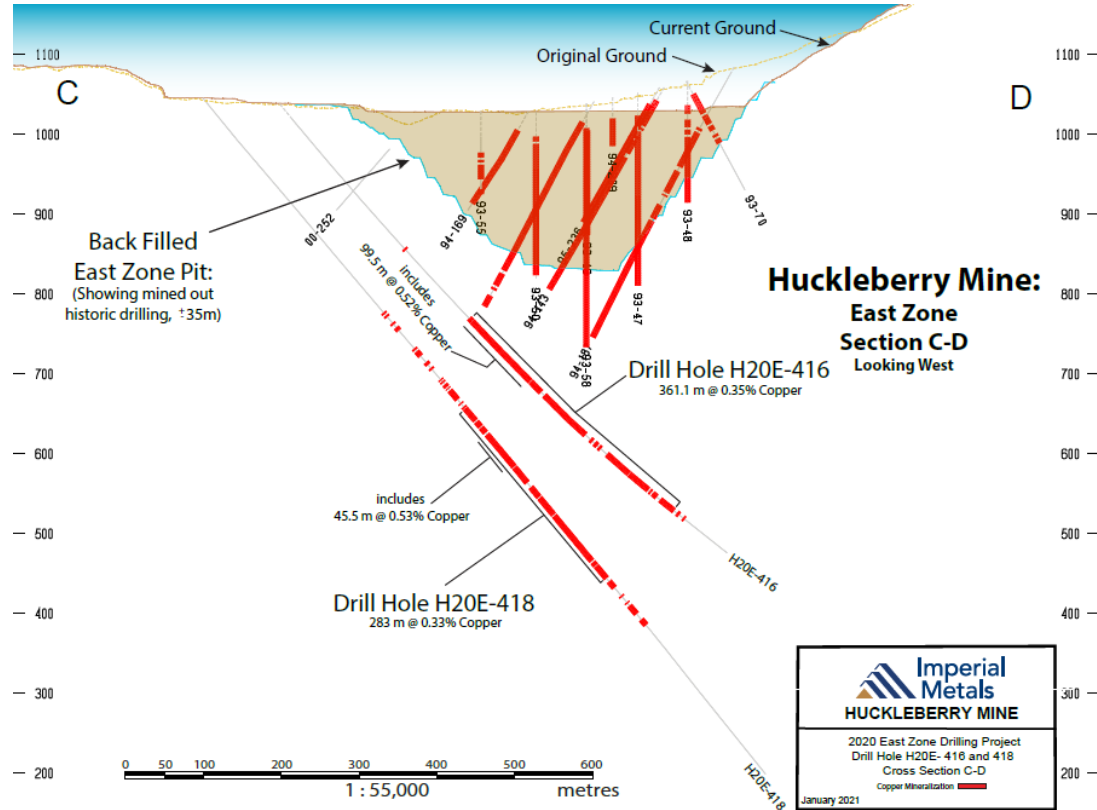 Current Ground
Original Ground
1100
1100
C
D
1000
1000
900
900
800
800
700
700
600
600
500
500
400
400
300
300
200
200
Back Filled
East Zone Pit:
(Showing mined out
historic drilling, ±35m)
00-252
94-169
93-55
93-48
93-70
93-47
93-58
includes
99.5 m @ 0.52% Copper
Huckleberry Mine:
East Zone
Section C-D
Looking West
Drill Hole H20E-416
361.1 m @ 0.35% Copper
includes
45.5 m @ 0.53% Copper
Drill Hole H20E-418
283 m @ 0.33% Copper
H20E-416
H20E-418
0 50 100 200 300 400 500 600
1 : 55,000 metres
Imperial
Metals
HUCKLEBERRY MINE
2020 East Zone Drilling Project
Drill Hole H20E- 416 and 418
Cross Section C-D
Copper Mineralization
January 2021